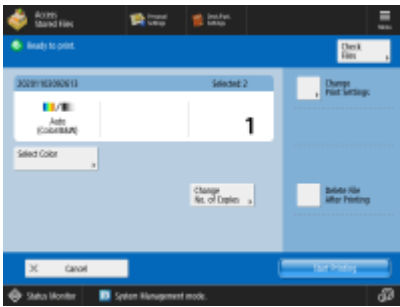 Access
Stored Files
Personal
Settings
Dest./Fwd.
Settings
Menu
Ready to print.
Check
Files
20201103092613
Selected: 2
Auto
(Color/B&W)
1
Select Color
Change
No. of Copies
Change
Print Settings
Delete File
After Printing
Cancel
Start Printing
Status Monitor
System Management mode.